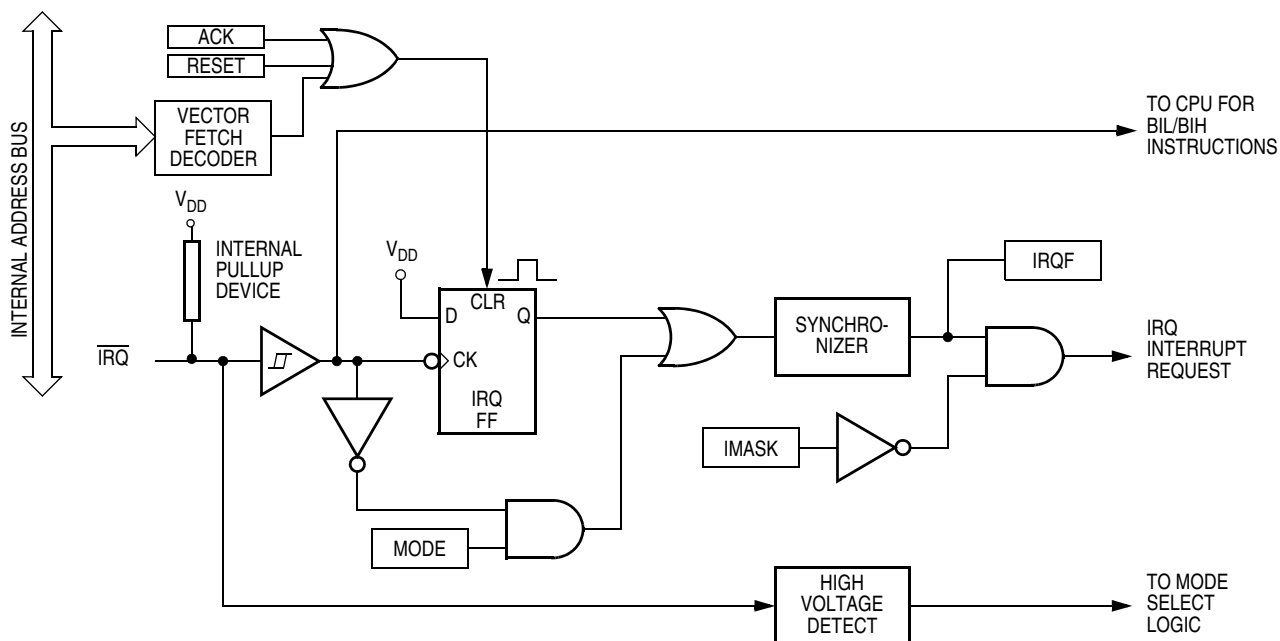 INTERNAL ADDRESS BUS
ACK
RESET
VECTOR
FETCH
DECODER
TO CPU FOR
BIL/BIH
INSTRUCTIONS
VDD
INTERNAL
PULLUP
DEVICE
VDD
CLR
D
Q
CK
IRQ
FF
IRQ
SYNCHRO-
NIZER
IRQF
IRQ
INTERRUPT
REQUEST
IMASK
MODE
HIGH
VOLTAGE
DETECT
TO MODE
SELECT
LOGIC